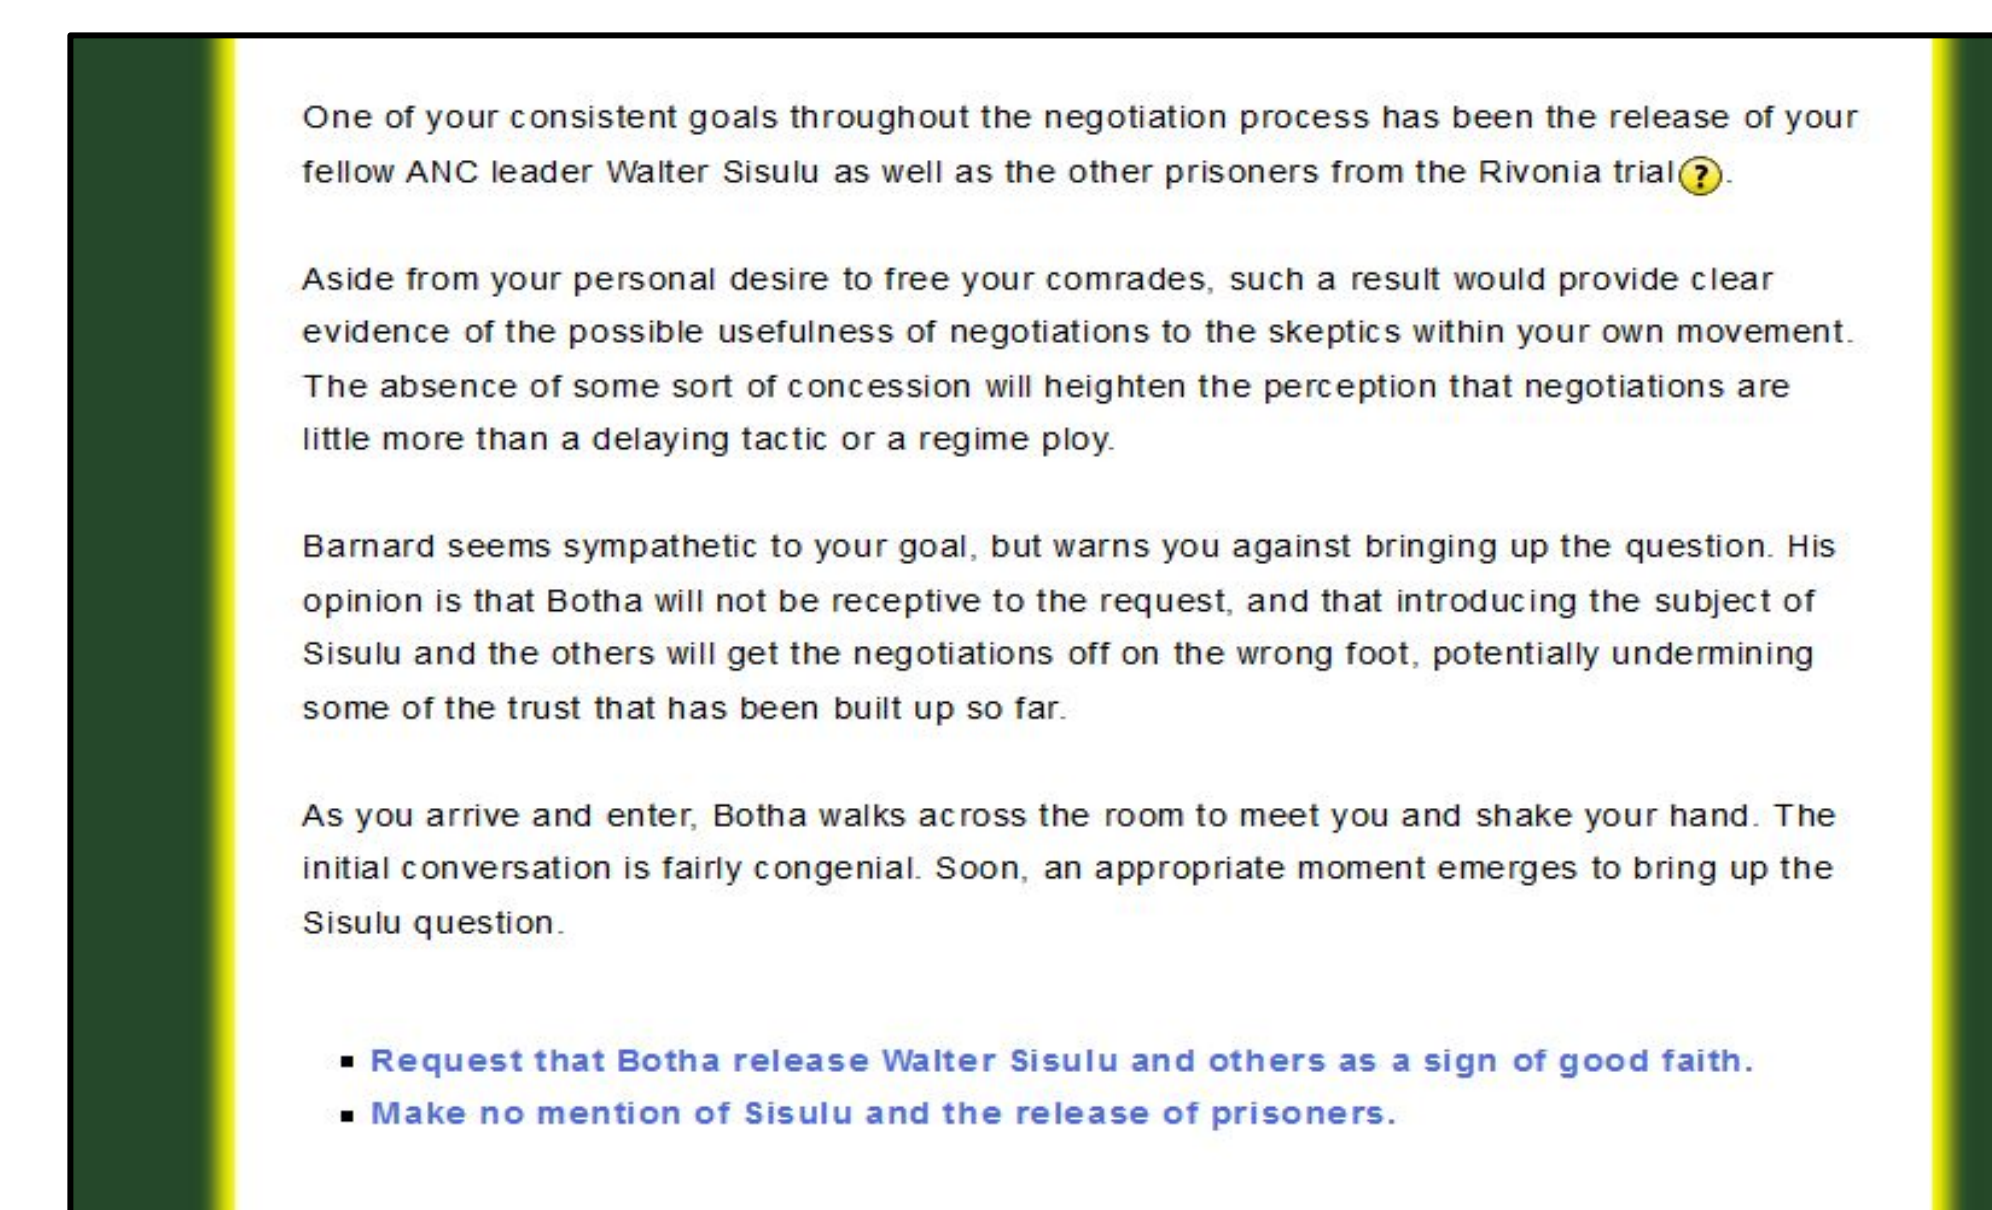 One of your consistent goals throughout the negotiation process has been the release of your
fellow ANC leader Walter Sisulu as well as the other prisoners from the Rivonia trial?.
Aside from your personal desire to free your comrades, such a result would provide clear
evidence of the possible usefulness of negotiations to the skeptics within your own movement.
The absence of some sort of concession will heighten the perception that negotiations are
little more than a delaying tactic or a regime ploy.
Barnard seems sympathetic to your goal, but warns you against bringing up the question. His
opinion is that Botha will not be receptive to the request, and that introducing the subject of
Sisulu and the others will get the negotiations off on the wrong foot, potentially undermining
some of the trust that has been built up so far.
As you arrive and enter, Botha walks across the room to meet you and shake your hand. The
initial conversation is fairly congenial. Soon, an appropriate moment emerges to bring up the
Sisulu question.
▪ Request that Botha release Walter Sisulu and others as a sign of good faith.
▪ Make no mention of Sisulu and the release of prisoners.